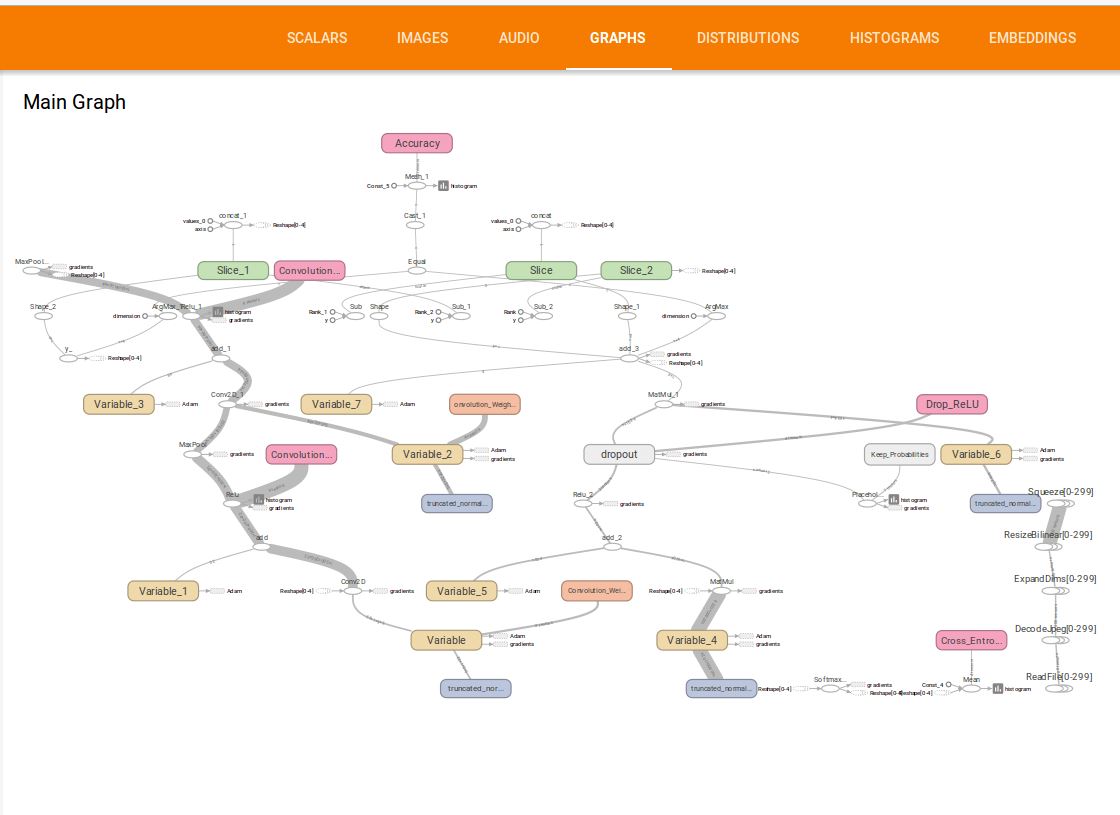 SCALARS IMAGES AUDIO GRAPHS DISTRIBUTIONS HISTOGRAMS EMBEDDINGS
Main Graph
Accuracy
Mean_1
Const_5 histogram
concat_1 Cast_1 concat
values_0 values_0
axis Reshape[0-4] axis Reshape[0-4]
MaxPool... Equal
gradients Slice_1 Convolution... Slice Slice_2 Reshape[0-4]
Reshape[0-4]
Shape_2 ArgMax_1 Relu_1 Sub Shape Sub_1 Sub_2 Shape_1 ArgMax
dimension histogram Rank_1 Rank_2 Rank dimension
gradients y y y
y_ add_1 add_3
Reshape[0-4] gradients
Reshape[0-4]
Conv2D_1 MatMul_1
Variable_3 Adam gradients Variable_7 Adam onvolution_Weigh... gradients Drop_ReLU
MaxPool
gradients Convolution... Variable_2 Adam dropout gradients Keep_Probabilities Variable_6 Adam
gradients gradients
Relu Relu_2 Placehol... Squeeze[0-299]
histogram truncated_normal... gradients histogram truncated_normal...
gradients gradients
add add_2 ResizeBilinear[0-299]
Conv2D MatMul ExpandDims[0-299]
Variable_1 Adam Reshape[0-4] gradients Variable_5 Adam Convolution_Wei... Reshape[0-4] gradients
DecodeJpeg[0-299]
Variable Adam Variable_4 Adam Cross_Entro...
gradients gradients
Softmax... Mean ReadFile[0-299]
truncated_nor... truncated_normal... Reshape[0-4] gradients Const_4 histogram
Reshape[0-4] Reshape[0-4]